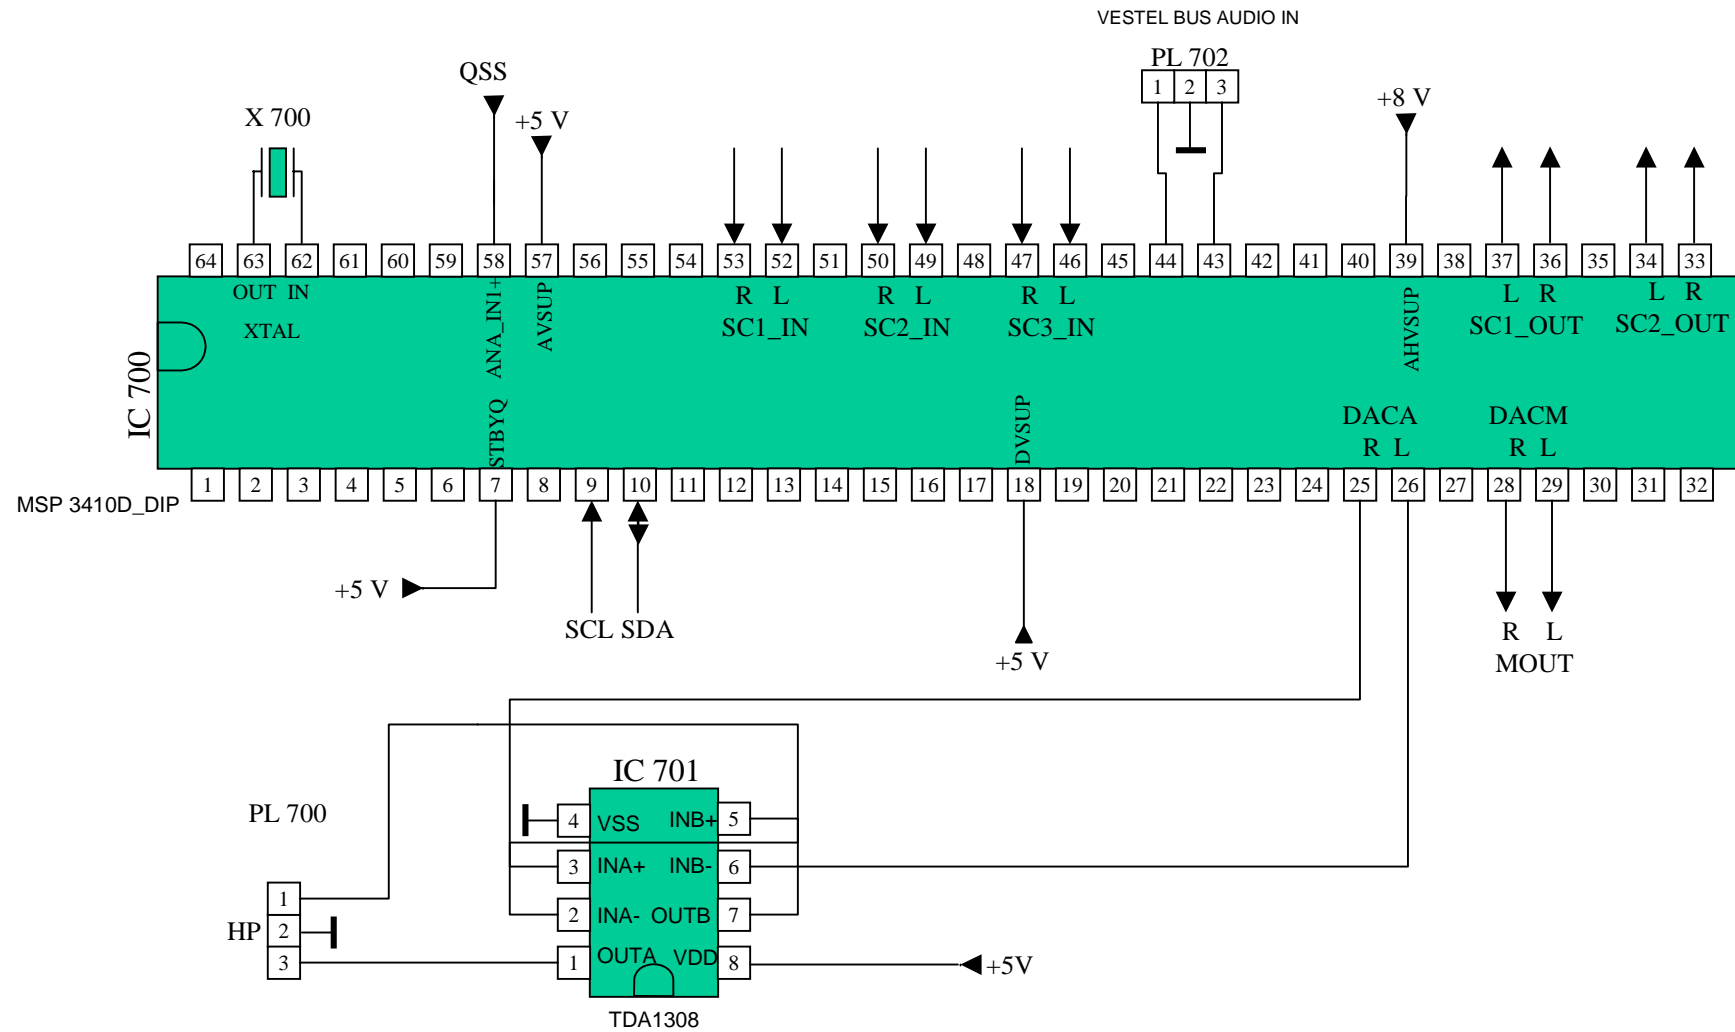 VESTEL BUS AUDIO IN
PL 702
1 2 3
QSS
+5 V
X 700
+8 V
64 63 62 61 60 59 58 57 56 55 54 53 52 51 50 49 48 47 46 45 44 43 42 41 40 39 38 37 36 35 34 33
OUT IN
XTAL
ANA_IN1+
AVSUP
R L
SC1_IN
R L
SC2_IN
R L
SC3_IN
AHVSUP
L R
SC1_OUT
L R
SC2_OUT
IC 700
STBYQ
DVSUP
DACA
R L
DACM
R L
MSP 3410D_DIP
1 2 3 4 5 6 7 8 9 10 11 12 13 14 15 16 17 18 19 20 21 22 23 24 25 26 27 28 29 30 31 32
+5 V
SCL SDA
+5 V
R L
MOUT
IC 701
PL 700
4 VSS INB+ 5
3 INA+ INB- 6
2 INA- OUTB 7
1 OUTA VDD 8
+5V
TDA1308
HP
1
2
3